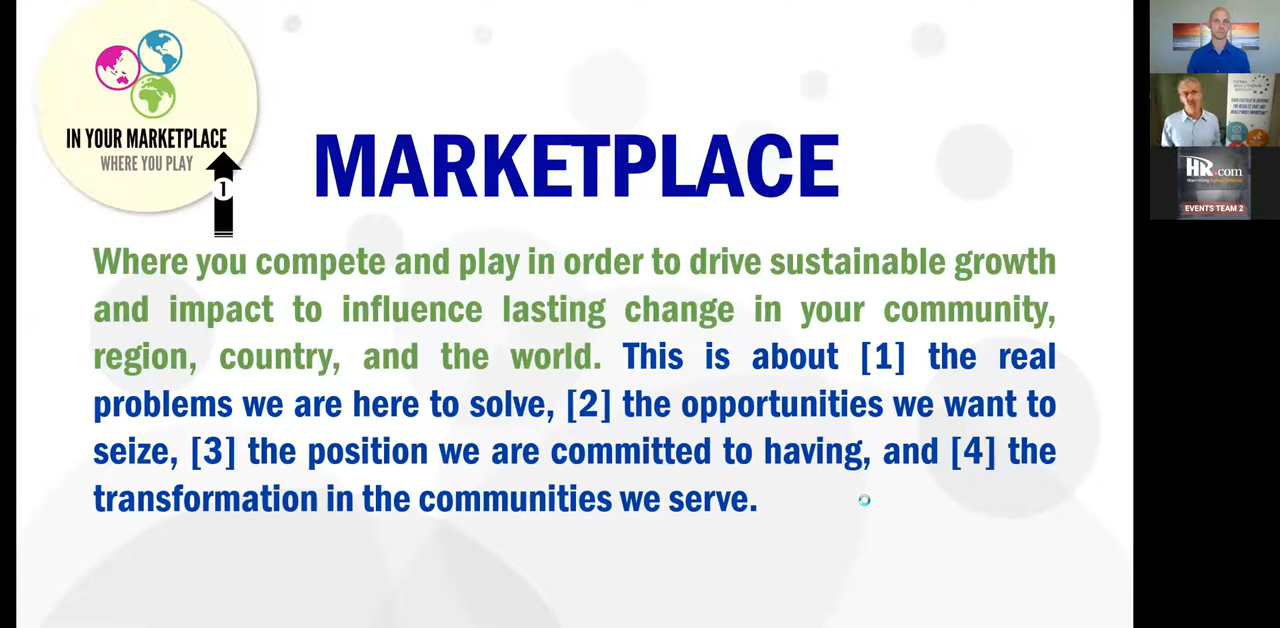 IN YOUR MARKETPLACE
WHERE YOU PLAY
1
MARKETPLACE
Where you compete and play in order to drive sustainable growth
and impact to influence lasting change in your community,
region, country, and the world. This is about [1] the real
problems we are here to solve, [2] the opportunities we want to
seize, [3] the position we are committed to having, and [4] the
transformation in the communities we serve.
HR.com
EVENTS TEAM 2